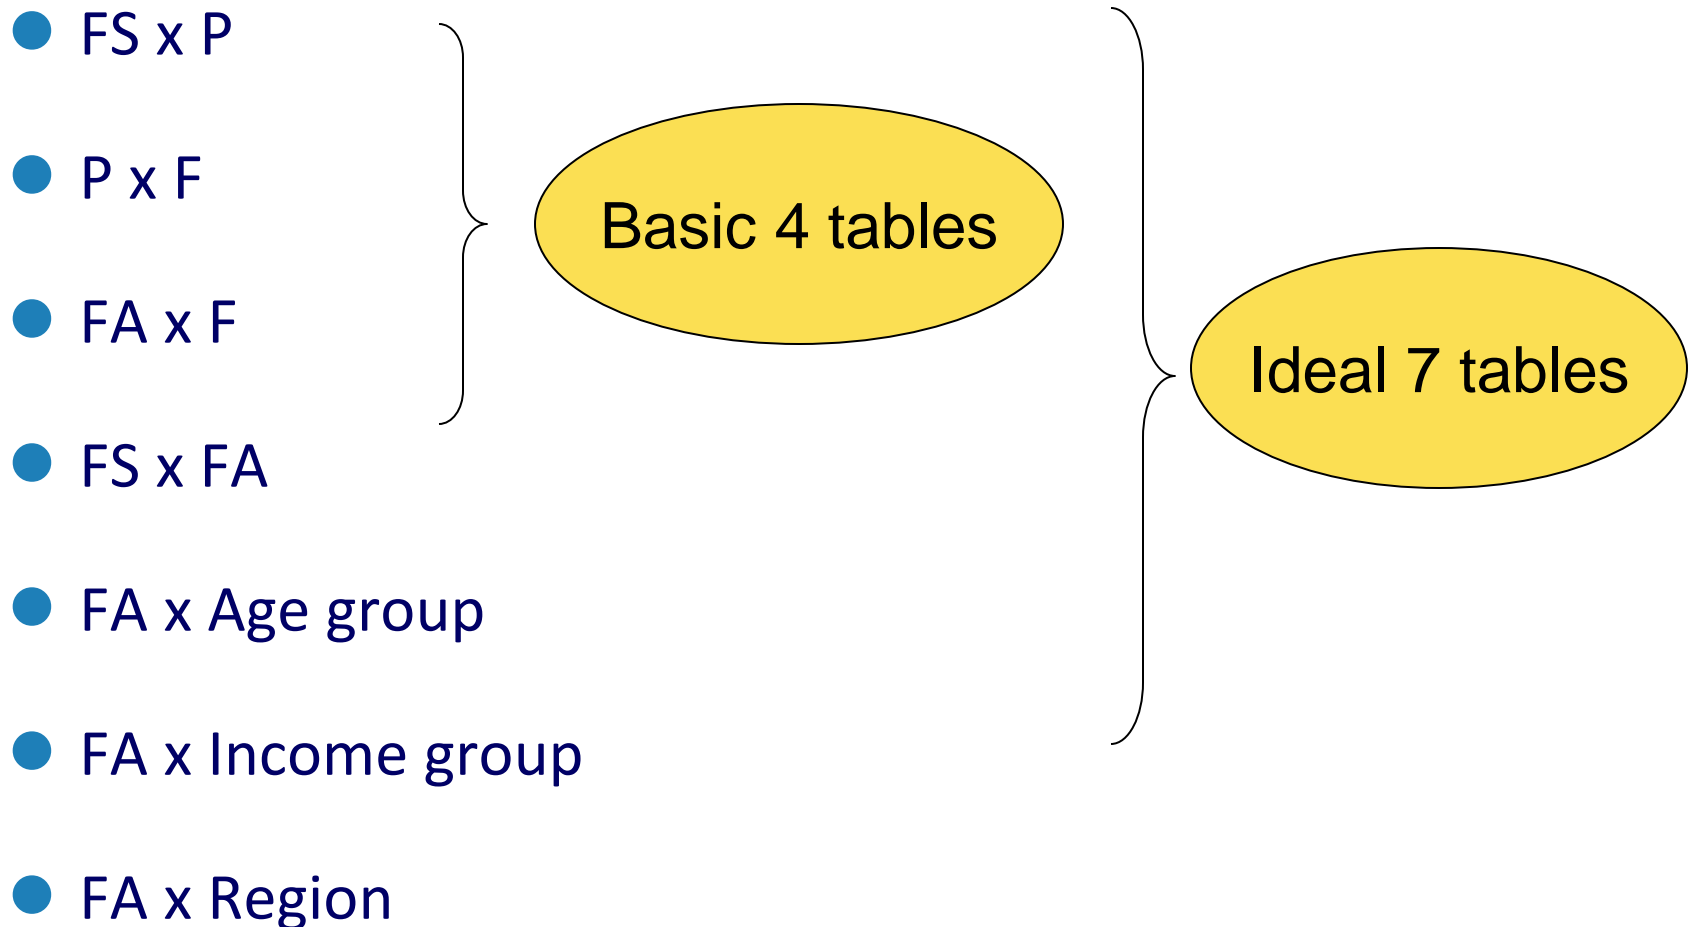 FS x P
P x F
FA x F
FS x FA
FA x Age group
FA x Income group
FA x Region
Basic 4 tables
Ideal 7 tables